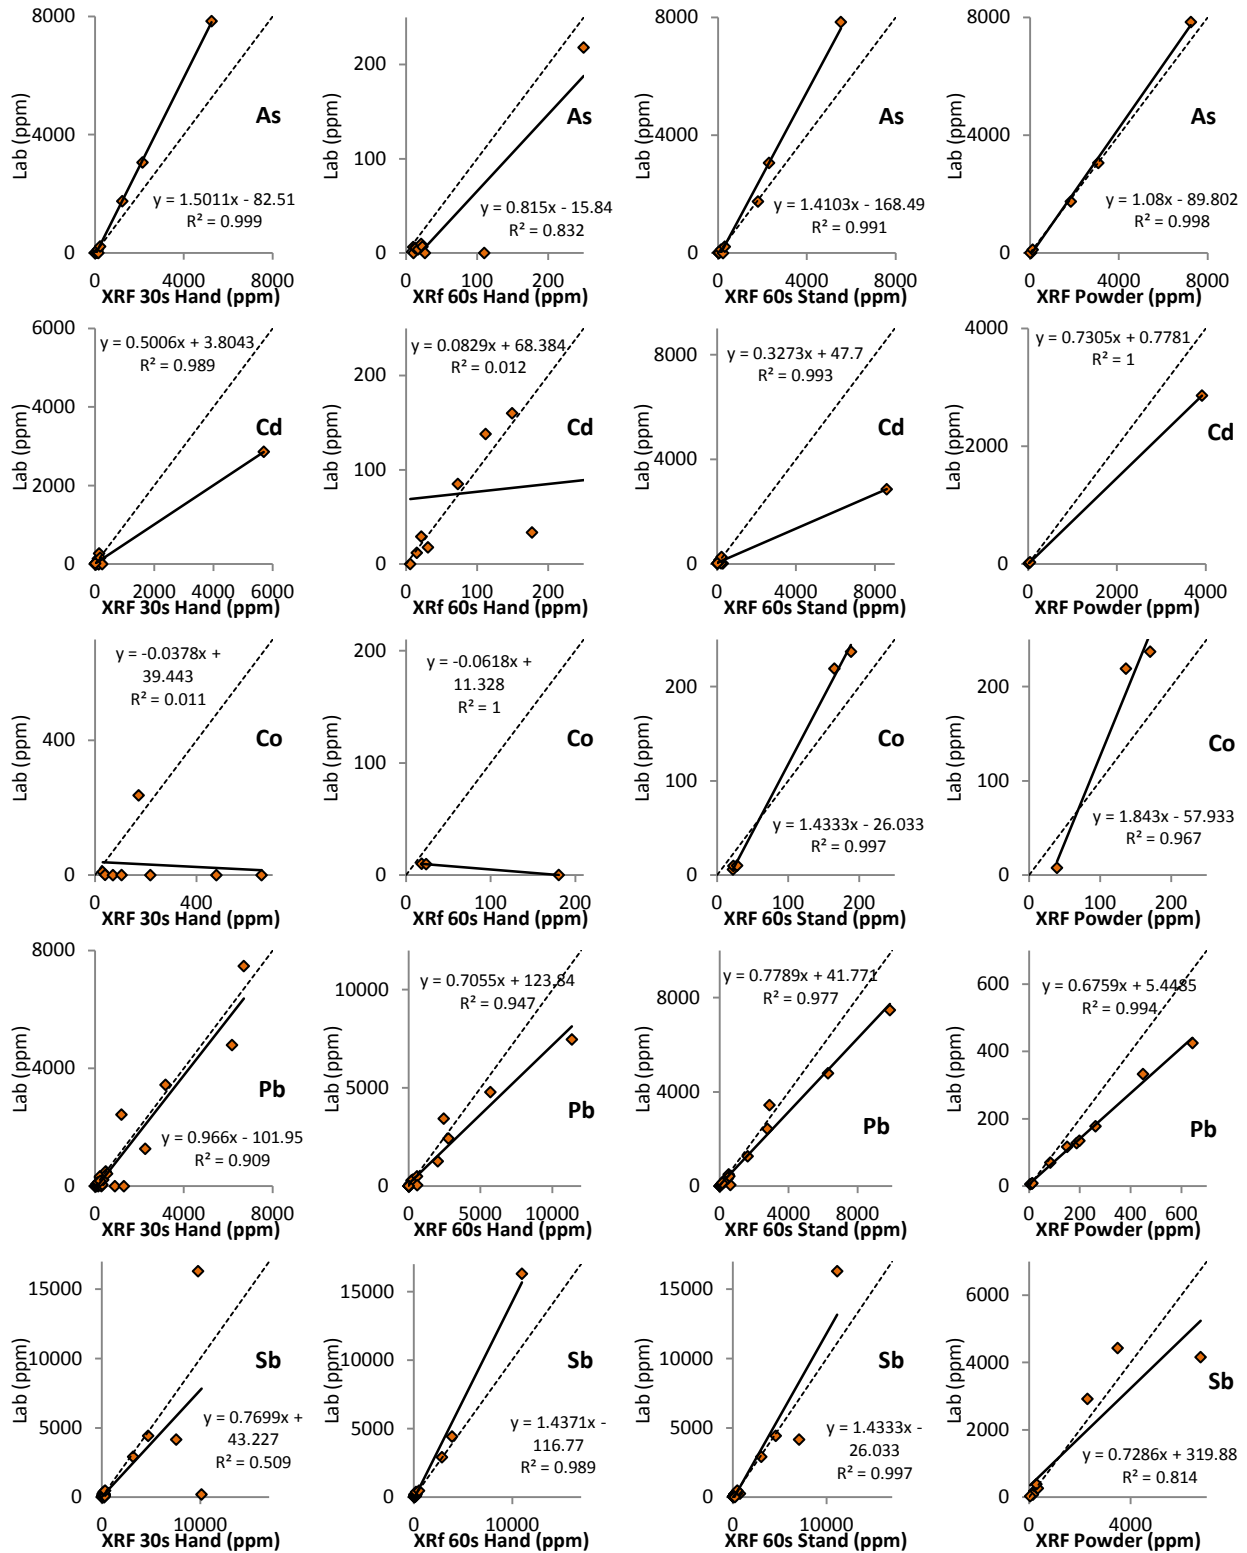 8000
4000
0
Lab (ppm)
As
y = 1.5011x - 82.51
R² = 0.999
0 4000 8000
XRF 30s Hand (ppm)
200
100
0
Lab (ppm)
As
y = 0.815x - 15.84
R² = 0.832
0 100 200
XRf 60s Hand (ppm)
8000
4000
0
Lab (ppm)
As
y = 1.4103x - 168.49
R² = 0.991
0 4000 8000
XRF 60s Stand (ppm)
8000
4000
0
Lab (ppm)
As
y = 1.08x - 89.802
R² = 0.998
0 4000 8000
XRF Powder (ppm)
6000
4000
2000
0
Lab (ppm)
y = 0.5006x + 3.8043
R² = 0.989
Cd
0 2000 4000 6000
XRF 30s Hand (ppm)
200
100
0
Lab (ppm)
y = 0.0829x + 68.384
R² = 0.012
Cd
0 100 200
XRf 60s Hand (ppm)
8000
4000
0
Lab (ppm)
y = 0.3273x + 47.7
R² = 0.993
Cd
0 4000 8000
XRF 60s Stand (ppm)
4000
2000
0
Lab (ppm)
y = 0.7305x + 0.7781
R² = 1
Cd
0 2000 4000
XRF Powder (ppm)
400
0
Lab (ppm)
y = -0.0378x +
39.443
R² = 0.011
Co
0 400
XRF 30s Hand (ppm)
200
100
0
Lab (ppm)
y = -0.0618x +
11.328
R² = 1
Co
0 100 200
XRf 60s Hand (ppm)
200
100
0
Lab (ppm)
Co
y = 1.4333x - 26.033
R² = 0.997
0 100 200
XRF 60s Stand (ppm)
200
100
0
Lab (ppm)
Co
y = 1.843x - 57.933
R² = 0.967
0 100 200
XRF Powder (ppm)
8000
4000
0
Lab (ppm)
Pb
y = 0.966x - 101.95
R² = 0.909
0 4000 8000
XRF 30s Hand (ppm)
10000
5000
0
Lab (ppm)
y = 0.7055x + 123.84
R² = 0.947
Pb
0 5000 10000
XRF 60s Hand (ppm)
8000
4000
0
Lab (ppm)
y = 0.7789x + 41.771
R² = 0.977
Pb
0 4000 8000
XRF 60s Stand (ppm)
600
400
200
0
Lab (ppm)
y = 0.6759x + 5.4485
R² = 0.994
Pb
0 200 400 600
XRF Powder (ppm)
15000
10000
5000
0
Lab (ppm)
Sb
y = 0.7699x +
43.227
R² = 0.509
0 10000
XRF 30s Hand (ppm)
15000
10000
5000
0
Lab (ppm)
Sb
y = 1.4371x -
116.77
R² = 0.989
0 10000
XRf 60s Hand (ppm)
15000
10000
5000
0
Lab (ppm)
Sb
y = 1.4333x -
26.033
R² = 0.997
0 10000
XRF 60s Stand (ppm)
6000
4000
2000
0
Lab (ppm)
Sb
y = 0.7286x + 319.88
R² = 0.814
0 4000
XRF Powder (ppm)